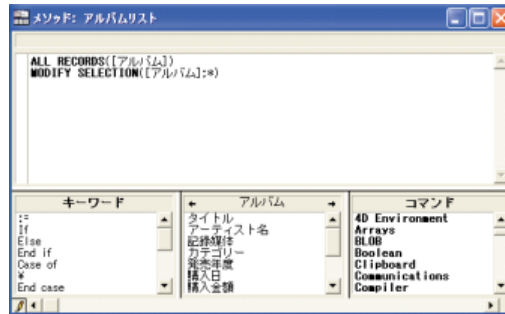 メソッド: アルバムリスト
ALL RECORDS([アルバム])
MODIFY SELECTION([アルバム];*)
キーワード
:=
If
Else
End if
Case of
¥
End case
アルバム
タイトル
アーティスト名
記録媒体
カテゴリー
発売年度
購入日
購入金額
コマンド
4D Environment
Arrays
BLOB
Boolean
Clipboard
Communications
Compiler